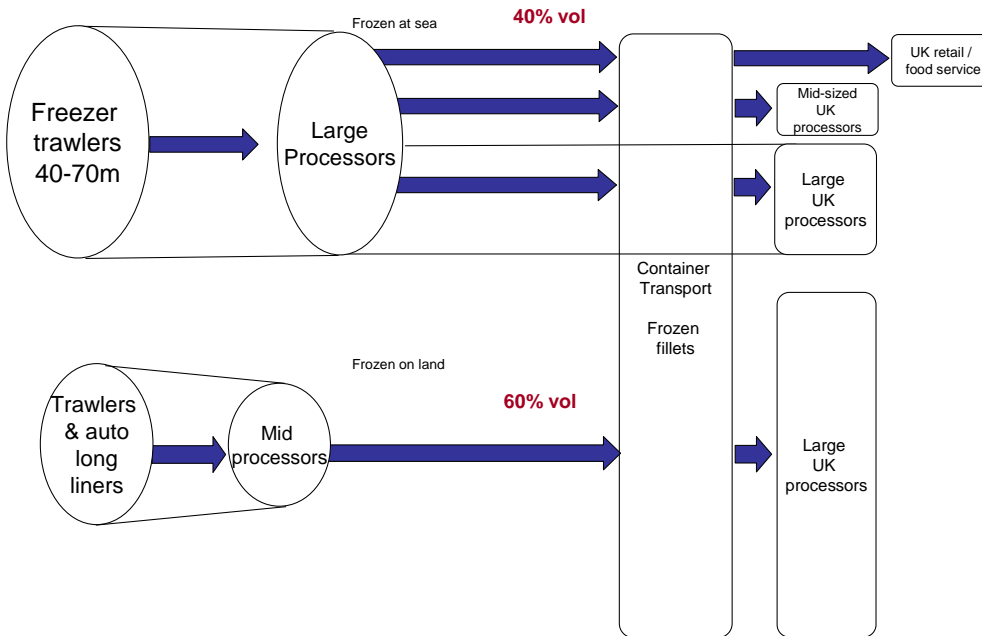 Frozen at sea
40% vol
UK retail /
food service
Freezer
trawlers
40-70m
Large
Processors
Mid-sized
UK
processors
Large
UK
processors
Container
Transport
Frozen
fillets
Frozen on land
60% vol
Trawlers
& auto
long
liners
Mid
processors
Large
UK
processors